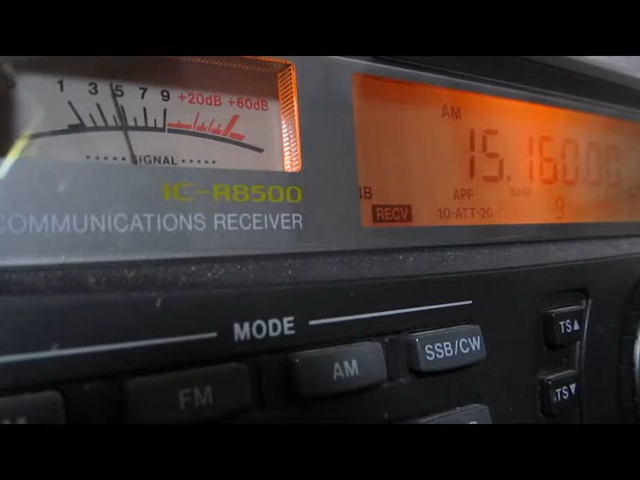 1 3 5 7 9 +20dB +60dB
SIGNAL
IC-R8500
COMMUNICATIONS RECEIVER
AM
15.160.00
APF BANK
RECV 10-ATT-20 9
MODE
FM AM SSB/CW
TS▲
TS▼